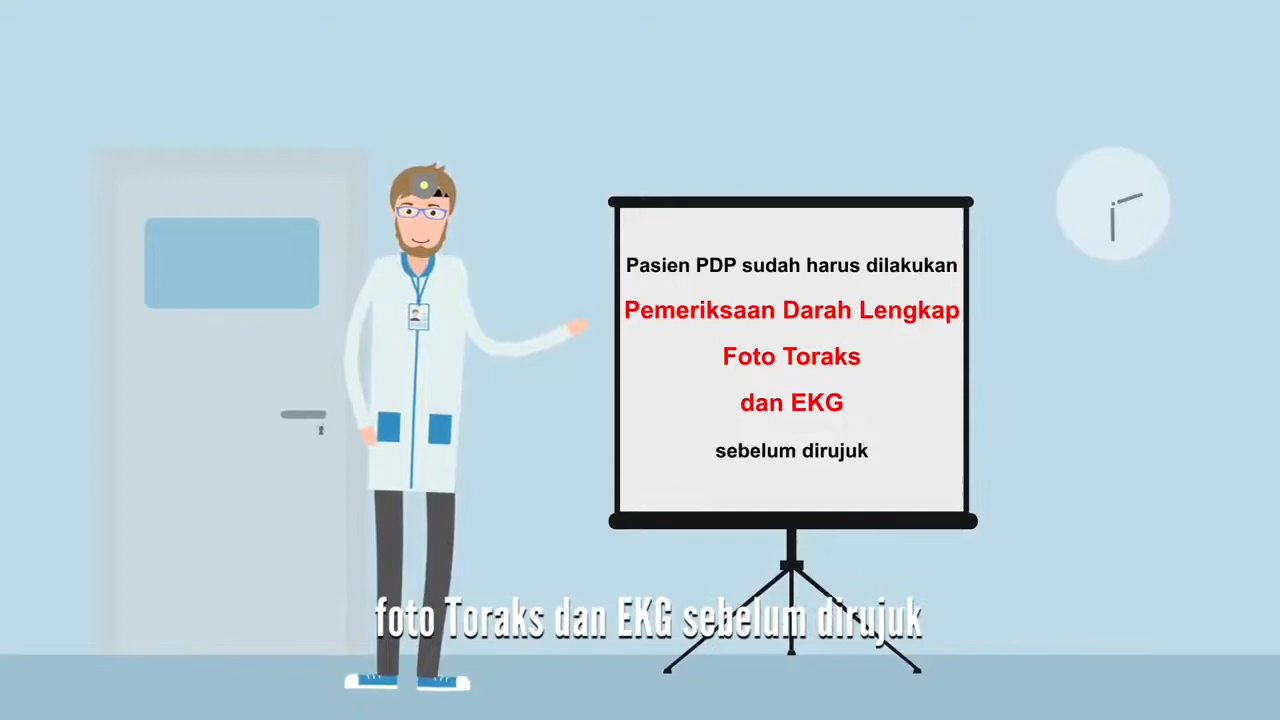 Pasien PDP sudah harus dilakukan
Pemeriksaan Darah Lengkap
Foto Toraks
dan EKG
sebelum dirujuk
foto Toraks dan EKG sebelum dirujuk